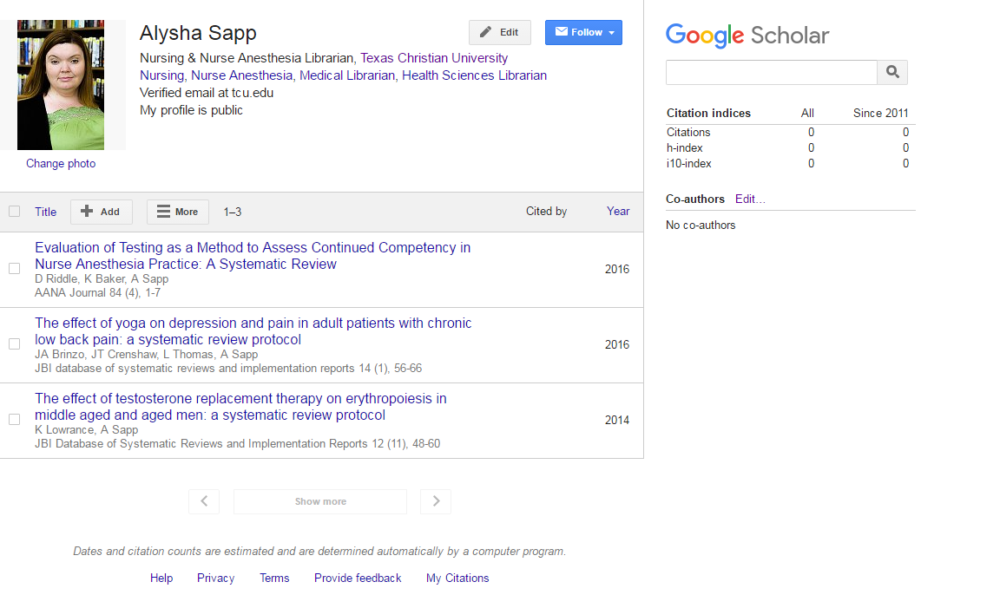 Alysha Sapp
Edit
Follow
Nursing & Nurse Anesthesia Librarian, Texas Christian University
Nursing, Nurse Anesthesia, Medical Librarian, Health Sciences Librarian
Verified email at tcu.edu
My profile is public
Change photo
Google Scholar
Citation indices All Since 2011
Citations 0 0
h-index 0 0
i10-index 0 0
Co-authors Edit…
No co-authors
Title Add More 1–3 Cited by Year
Evaluation of Testing as a Method to Assess Continued Competency in
Nurse Anesthesia Practice: A Systematic Review
D Riddle, K Baker, A Sapp
AANA Journal 84 (4), 1-7
2016
The effect of yoga on depression and pain in adult patients with chronic
low back pain: a systematic review protocol
JA Brinzo, JT Crenshaw, L Thomas, A Sapp
JBI database of systematic reviews and implementation reports 14 (1), 56-66
2016
The effect of testosterone replacement therapy on erythropoiesis in
middle aged and aged men: a systematic review protocol
K Lowrance, A Sapp
JBI Database of Systematic Reviews and Implementation Reports 12 (11), 48-60
2014
Show more
Dates and citation counts are estimated and are determined automatically by a computer program.
Help Privacy Terms Provide feedback My Citations